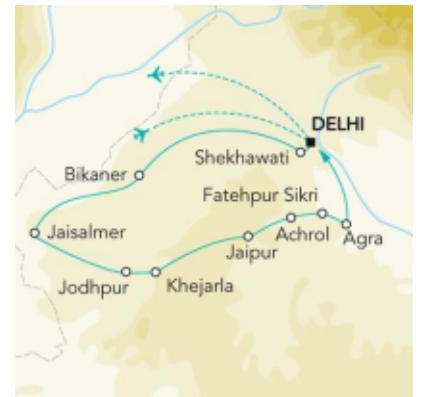 DELHI
Shekhawati
Bikaner
Fatehpur Sikri
Jaisalmer
Achrol
Agra
Jaipur
Jodhpur
Khejarla